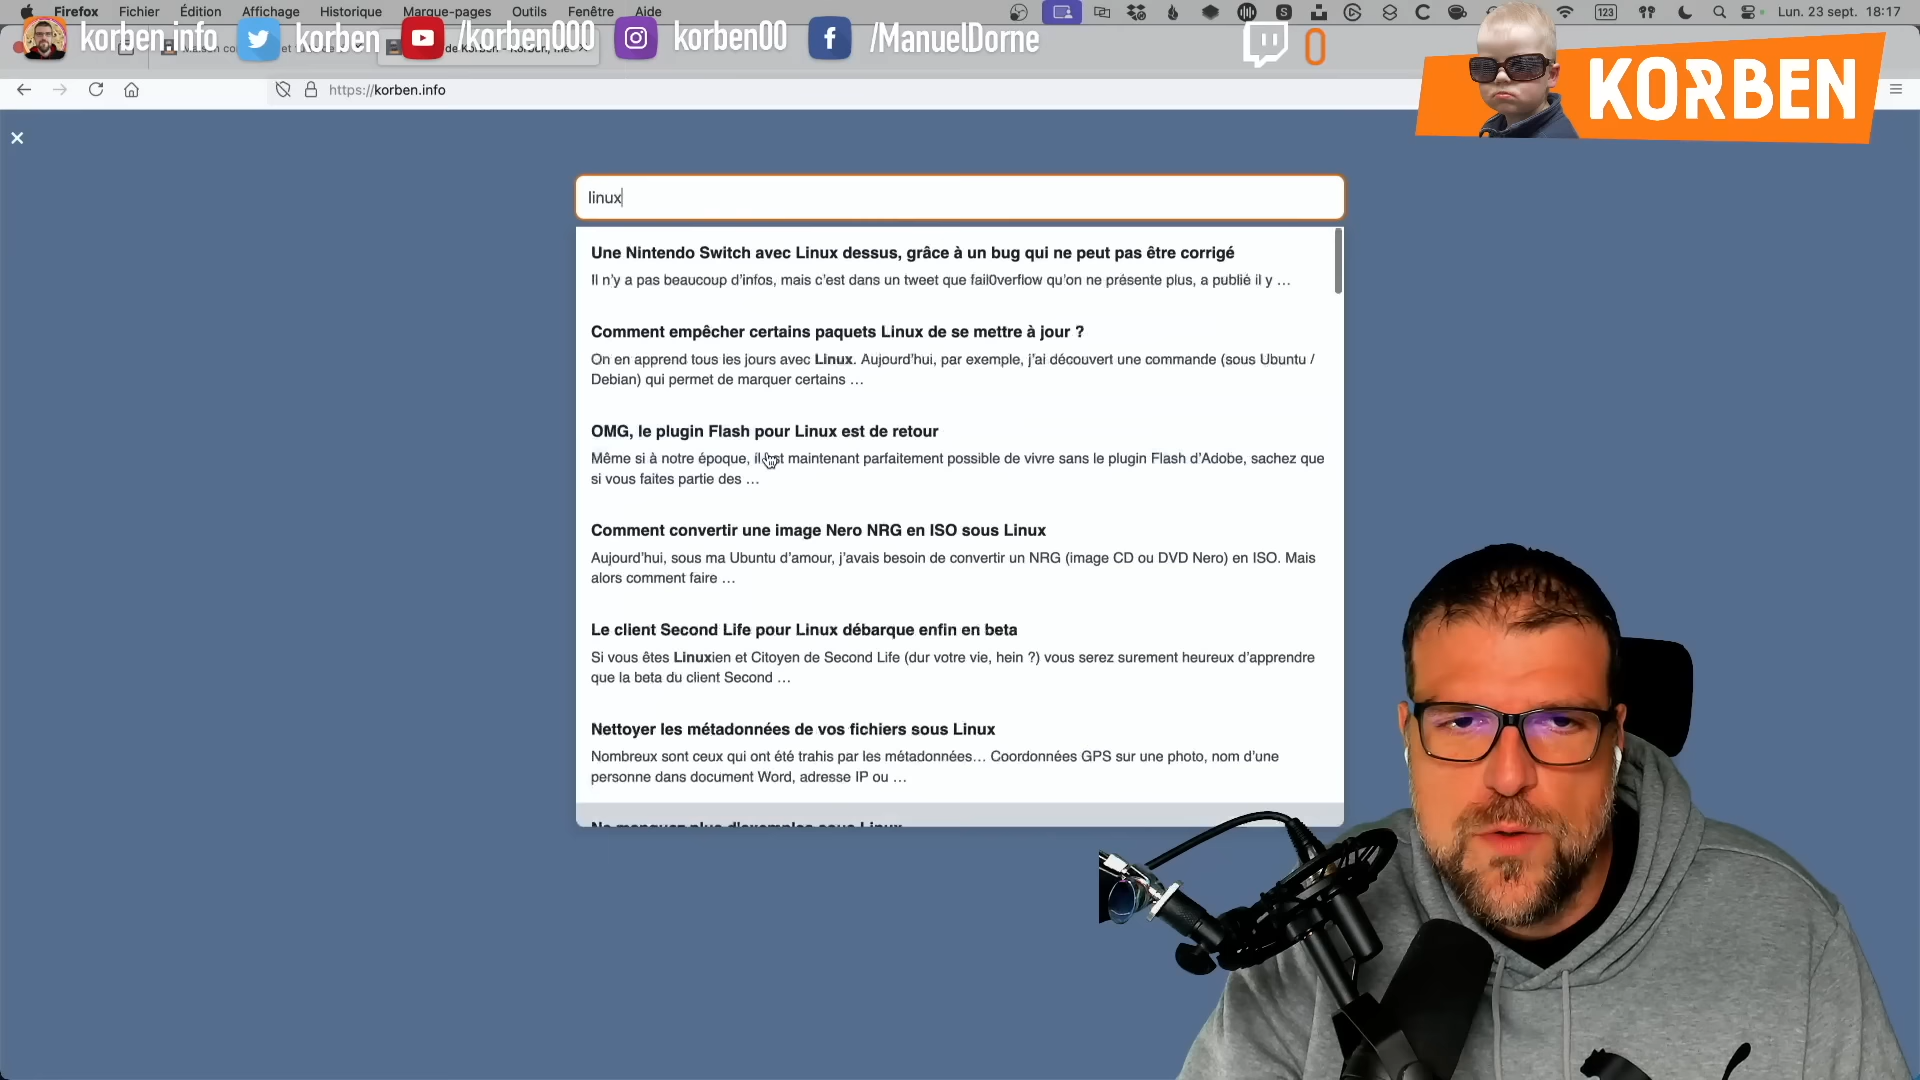 Firefox Fichier Édition Affichage Historique Marque-pages Outils Fenêtre Aide
123 Lun. 23 sept. 18:17
korben.info korben /korben000 korben00 /ManuelDorne 0
KORBEN
https://korben.info
linux
Une Nintendo Switch avec Linux dessus, grâce à un bug qui ne peut pas être corrigé
Il n'y a pas beaucoup d'infos, mais c'est dans un tweet que fail0verflow qu'on ne présente plus, a publié il y …
Comment empêcher certains paquets Linux de se mettre à jour ?
On en apprend tous les jours avec Linux. Aujourd'hui, par exemple, j'ai découvert une commande (sous Ubuntu /
Debian) qui permet de marquer certains …
OMG, le plugin Flash pour Linux est de retour
Même si à notre époque, il est maintenant parfaitement possible de vivre sans le plugin Flash d'Adobe, sachez que
si vous faites partie des …
Comment convertir une image Nero NRG en ISO sous Linux
Aujourd'hui, sous ma Ubuntu d'amour, j'avais besoin de convertir un NRG (image CD ou DVD Nero) en ISO. Mais
alors comment faire …
Le client Second Life pour Linux débarque enfin en beta
Si vous êtes Linuxien et Citoyen de Second Life (dur votre vie, hein ?) vous serez surement heureux d'apprendre
que la beta du client Second …
Nettoyer les métadonnées de vos fichiers sous Linux
Nombreux sont ceux qui ont été trahis par les métadonnées… Coordonnées GPS sur une photo, nom d'une
personne dans document Word, adresse IP ou …
Ne manquez plus d'exemples sous Linux